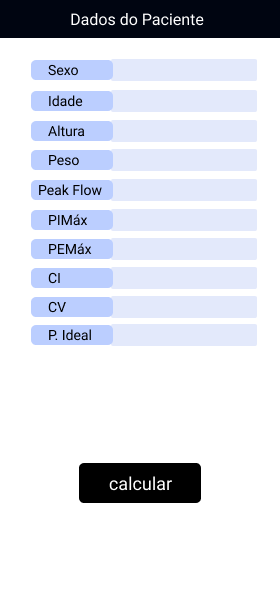 Dados do Paciente
Sexo
Idade
Altura
Peso
Peak Flow
PIMáx
PEMáx
CI
CV
P. Ideal
calcular